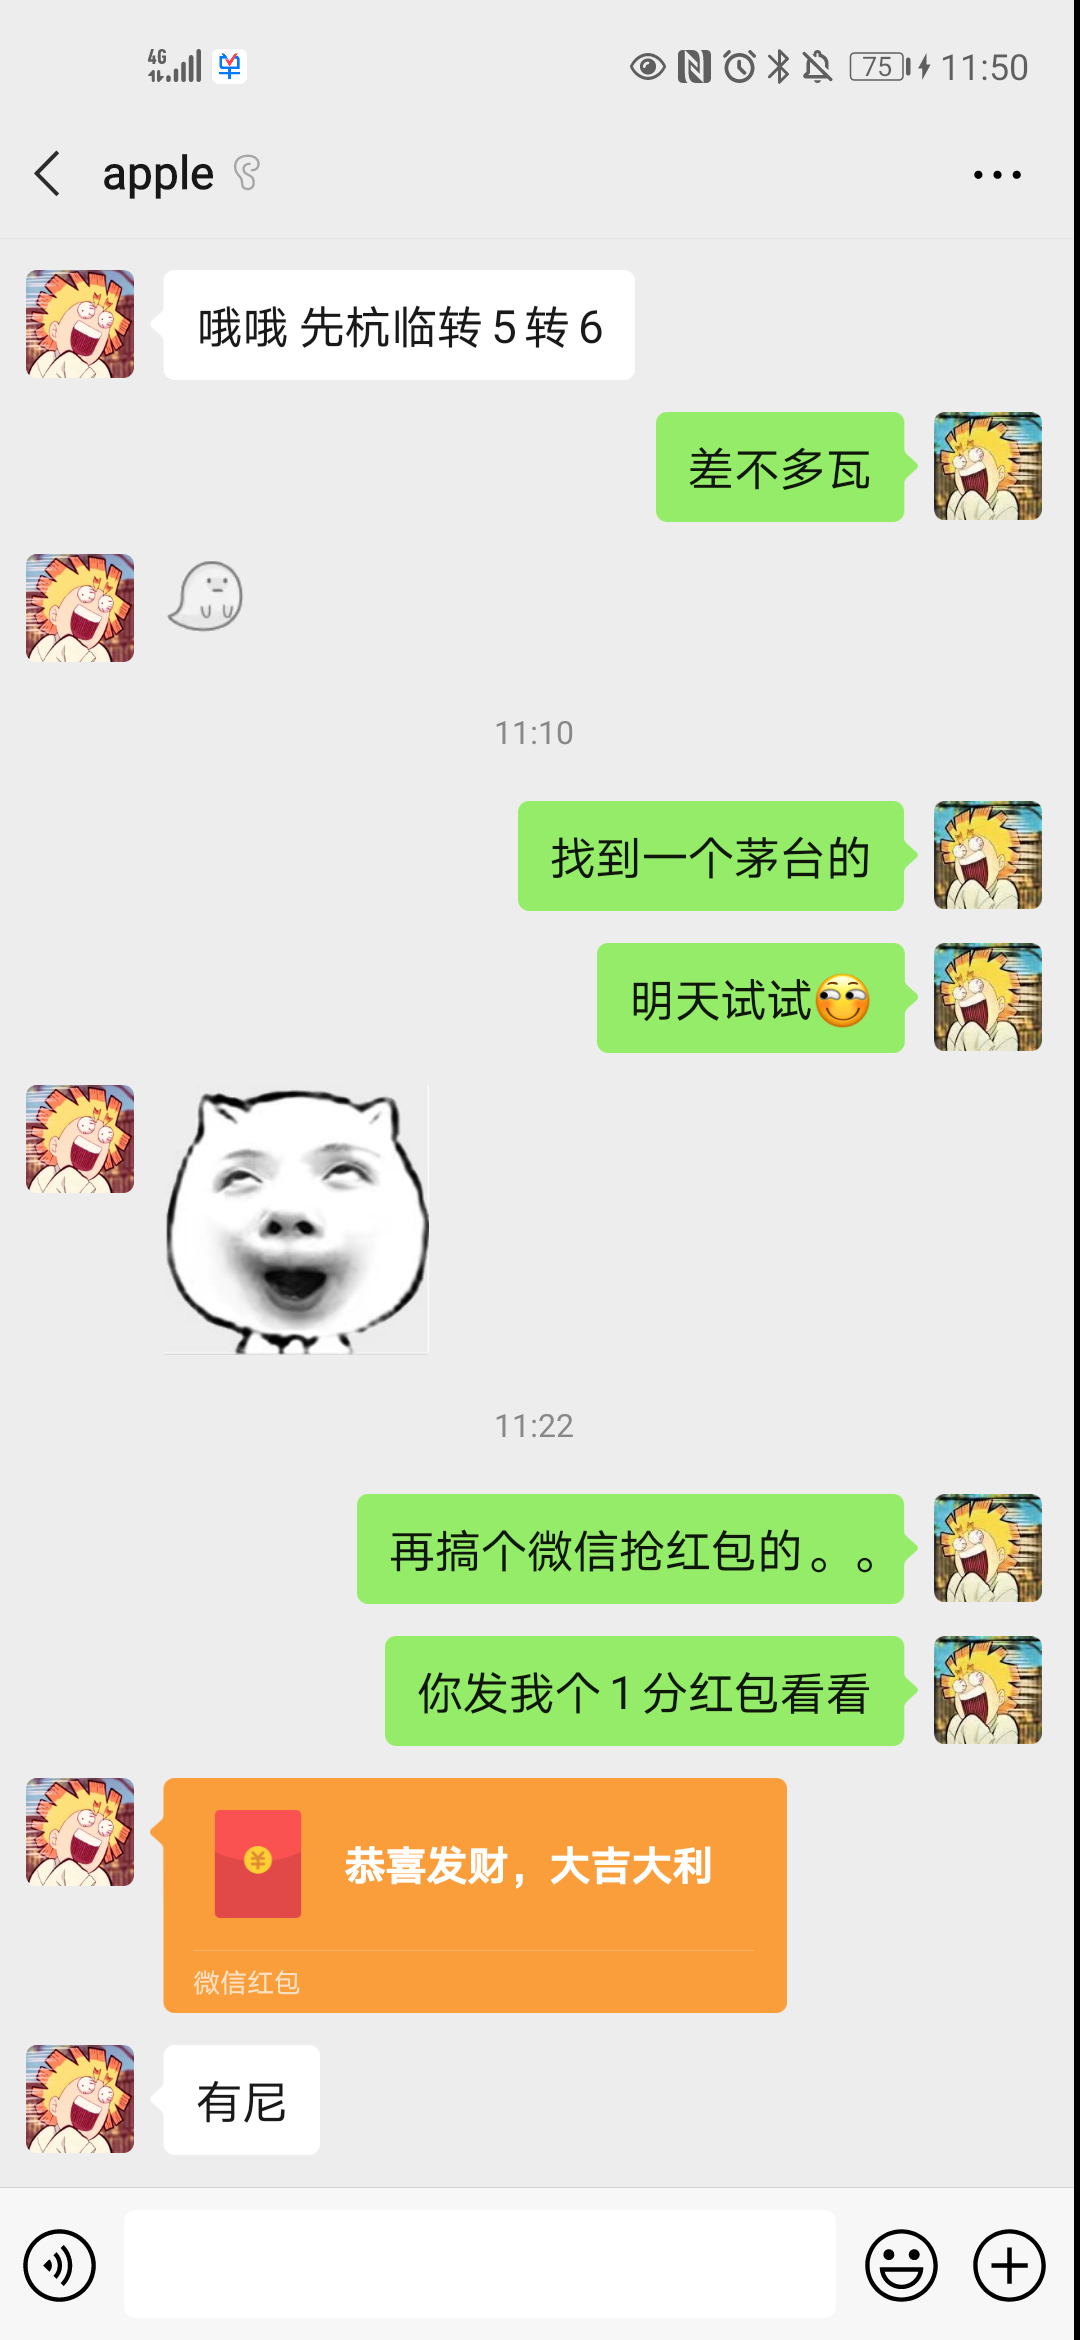 4G
75
11:50
apple
哦哦 先杭临转5转6
差不多瓦
11:10
找到一个茅台的
明天试试
11:22
再搞个微信抢红包的。。
你发我个1分红包看看
¥
恭喜发财，大吉大利
微信红包
有尼